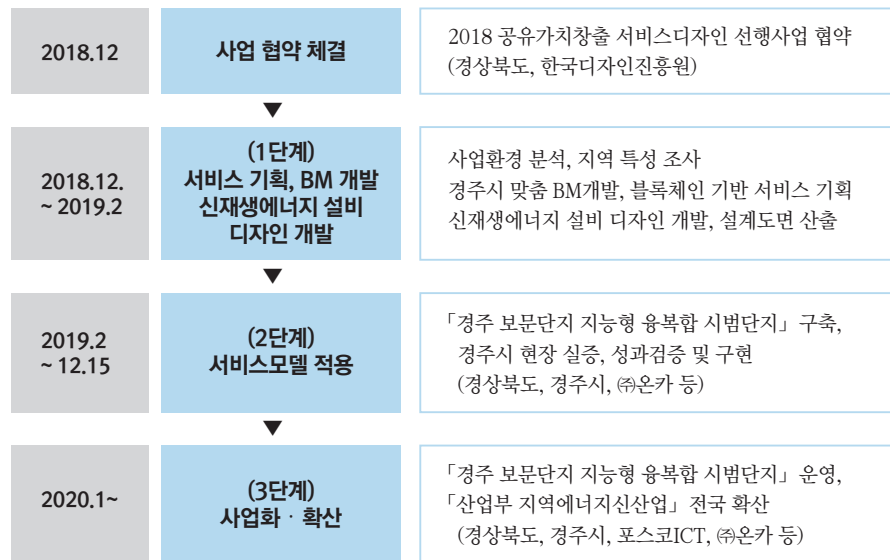 2018.12
사업 협약 체결
2018 공유가치창출 서비스디자인 선행사업 협약
(경상북도, 한국디자인진흥원)
▼
2018.12.
~ 2019.2
(1단계)
서비스 기획, BM 개발
신재생에너지 설비
디자인 개발
사업환경 분석, 지역 특성 조사
경주시 맞춤 BM개발, 블록체인 기반 서비스 기획
신재생에너지 설비 디자인 개발, 설계도면 산출
▼
2019.2
~ 12.15
(2단계)
서비스모델 적용
「경주 보문단지 지능형 융복합 시범단지」 구축,
경주시 현장 실증, 성과검증 및 구현
(경상북도, 경주시, ㈜온카 등)
▼
2020.1~
(3단계)
사업화 · 확산
「경주 보문단지 지능형 융복합 시범단지」 운영,
「산업부 지역에너지신산업」 전국 확산
(경상북도, 경주시, 포스코ICT, ㈜온카 등)